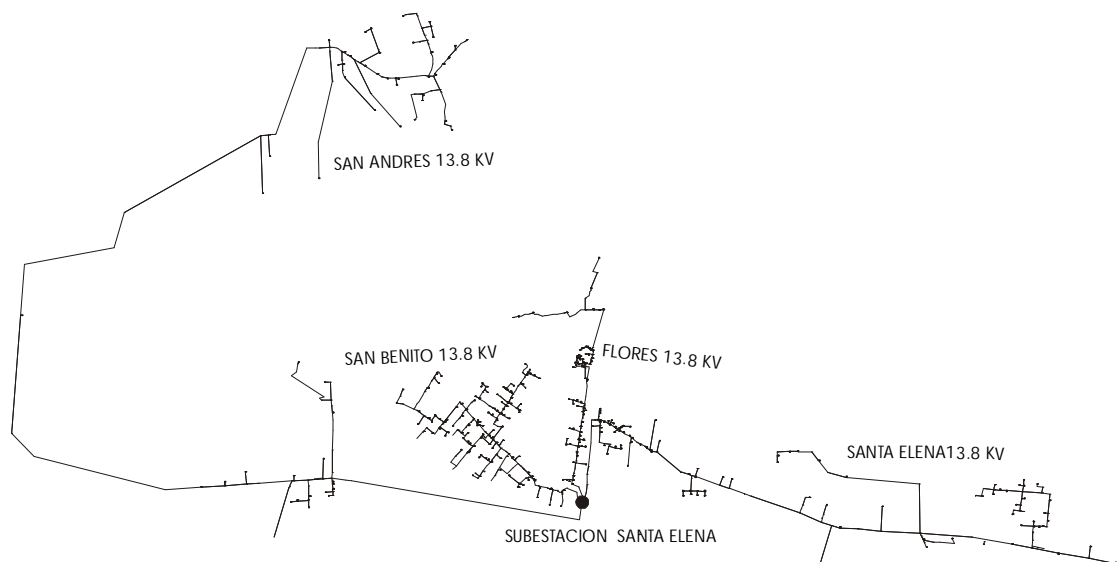 SAN ANDRES 13.8 KV
SAN BENITO 13.8 KV
FLORES 13.8 KV
SANTA ELENA13.8 KV
SUBESTACION SANTA ELENA